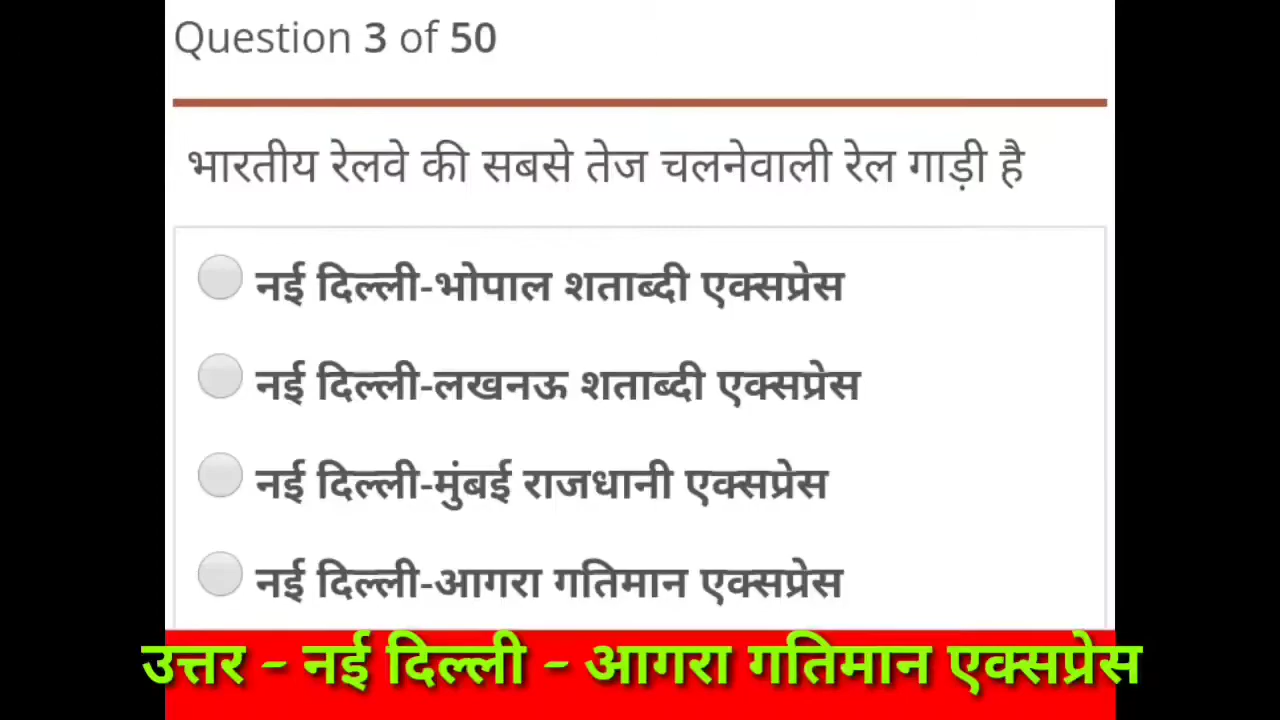 Question 3 of 50
भारतीय रेलवे की सबसे तेज चलनेवाली रेल गाड़ी है
नई दिल्ली-भोपाल शताब्दी एक्सप्रेस
नई दिल्ली-लखनऊ शताब्दी एक्सप्रेस
नई दिल्ली-मुंबई राजधानी एक्सप्रेस
नई दिल्ली-आगरा गतिमान एक्सप्रेस
उत्तर - नई दिल्ली - आगरा गतिमान एक्सप्रेस